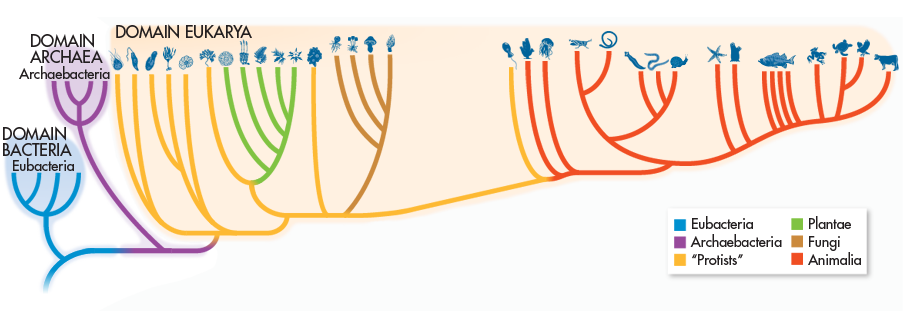 DOMAIN EUKARYA
DOMAIN
ARCHAEA
Archaebacteria
DOMAIN
BACTERIA
Eubacteria
Eubacteria
Archaebacteria
"Protists"
Plantae
Fungi
Animalia